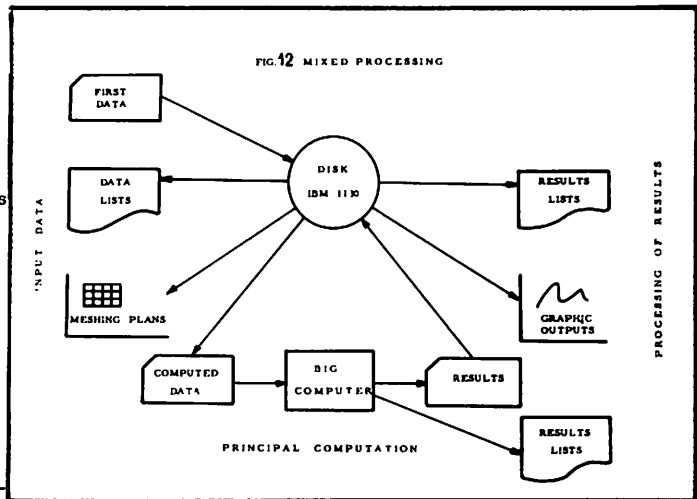 FIG. 12 MIXED PROCESSING
FIRST
DATA
DISK
IBM 1130
DATA
LISTS
RESULTS
LISTS
S
INPUT DATA
PROCESSING OF RESULTS
MESHING PLANS
GRAPHIC
OUTPUTS
COMPUTED
DATA
BIG
COMPUTER
RESULTS
RESULTS
LISTS
PRINCIPAL COMPUTATION